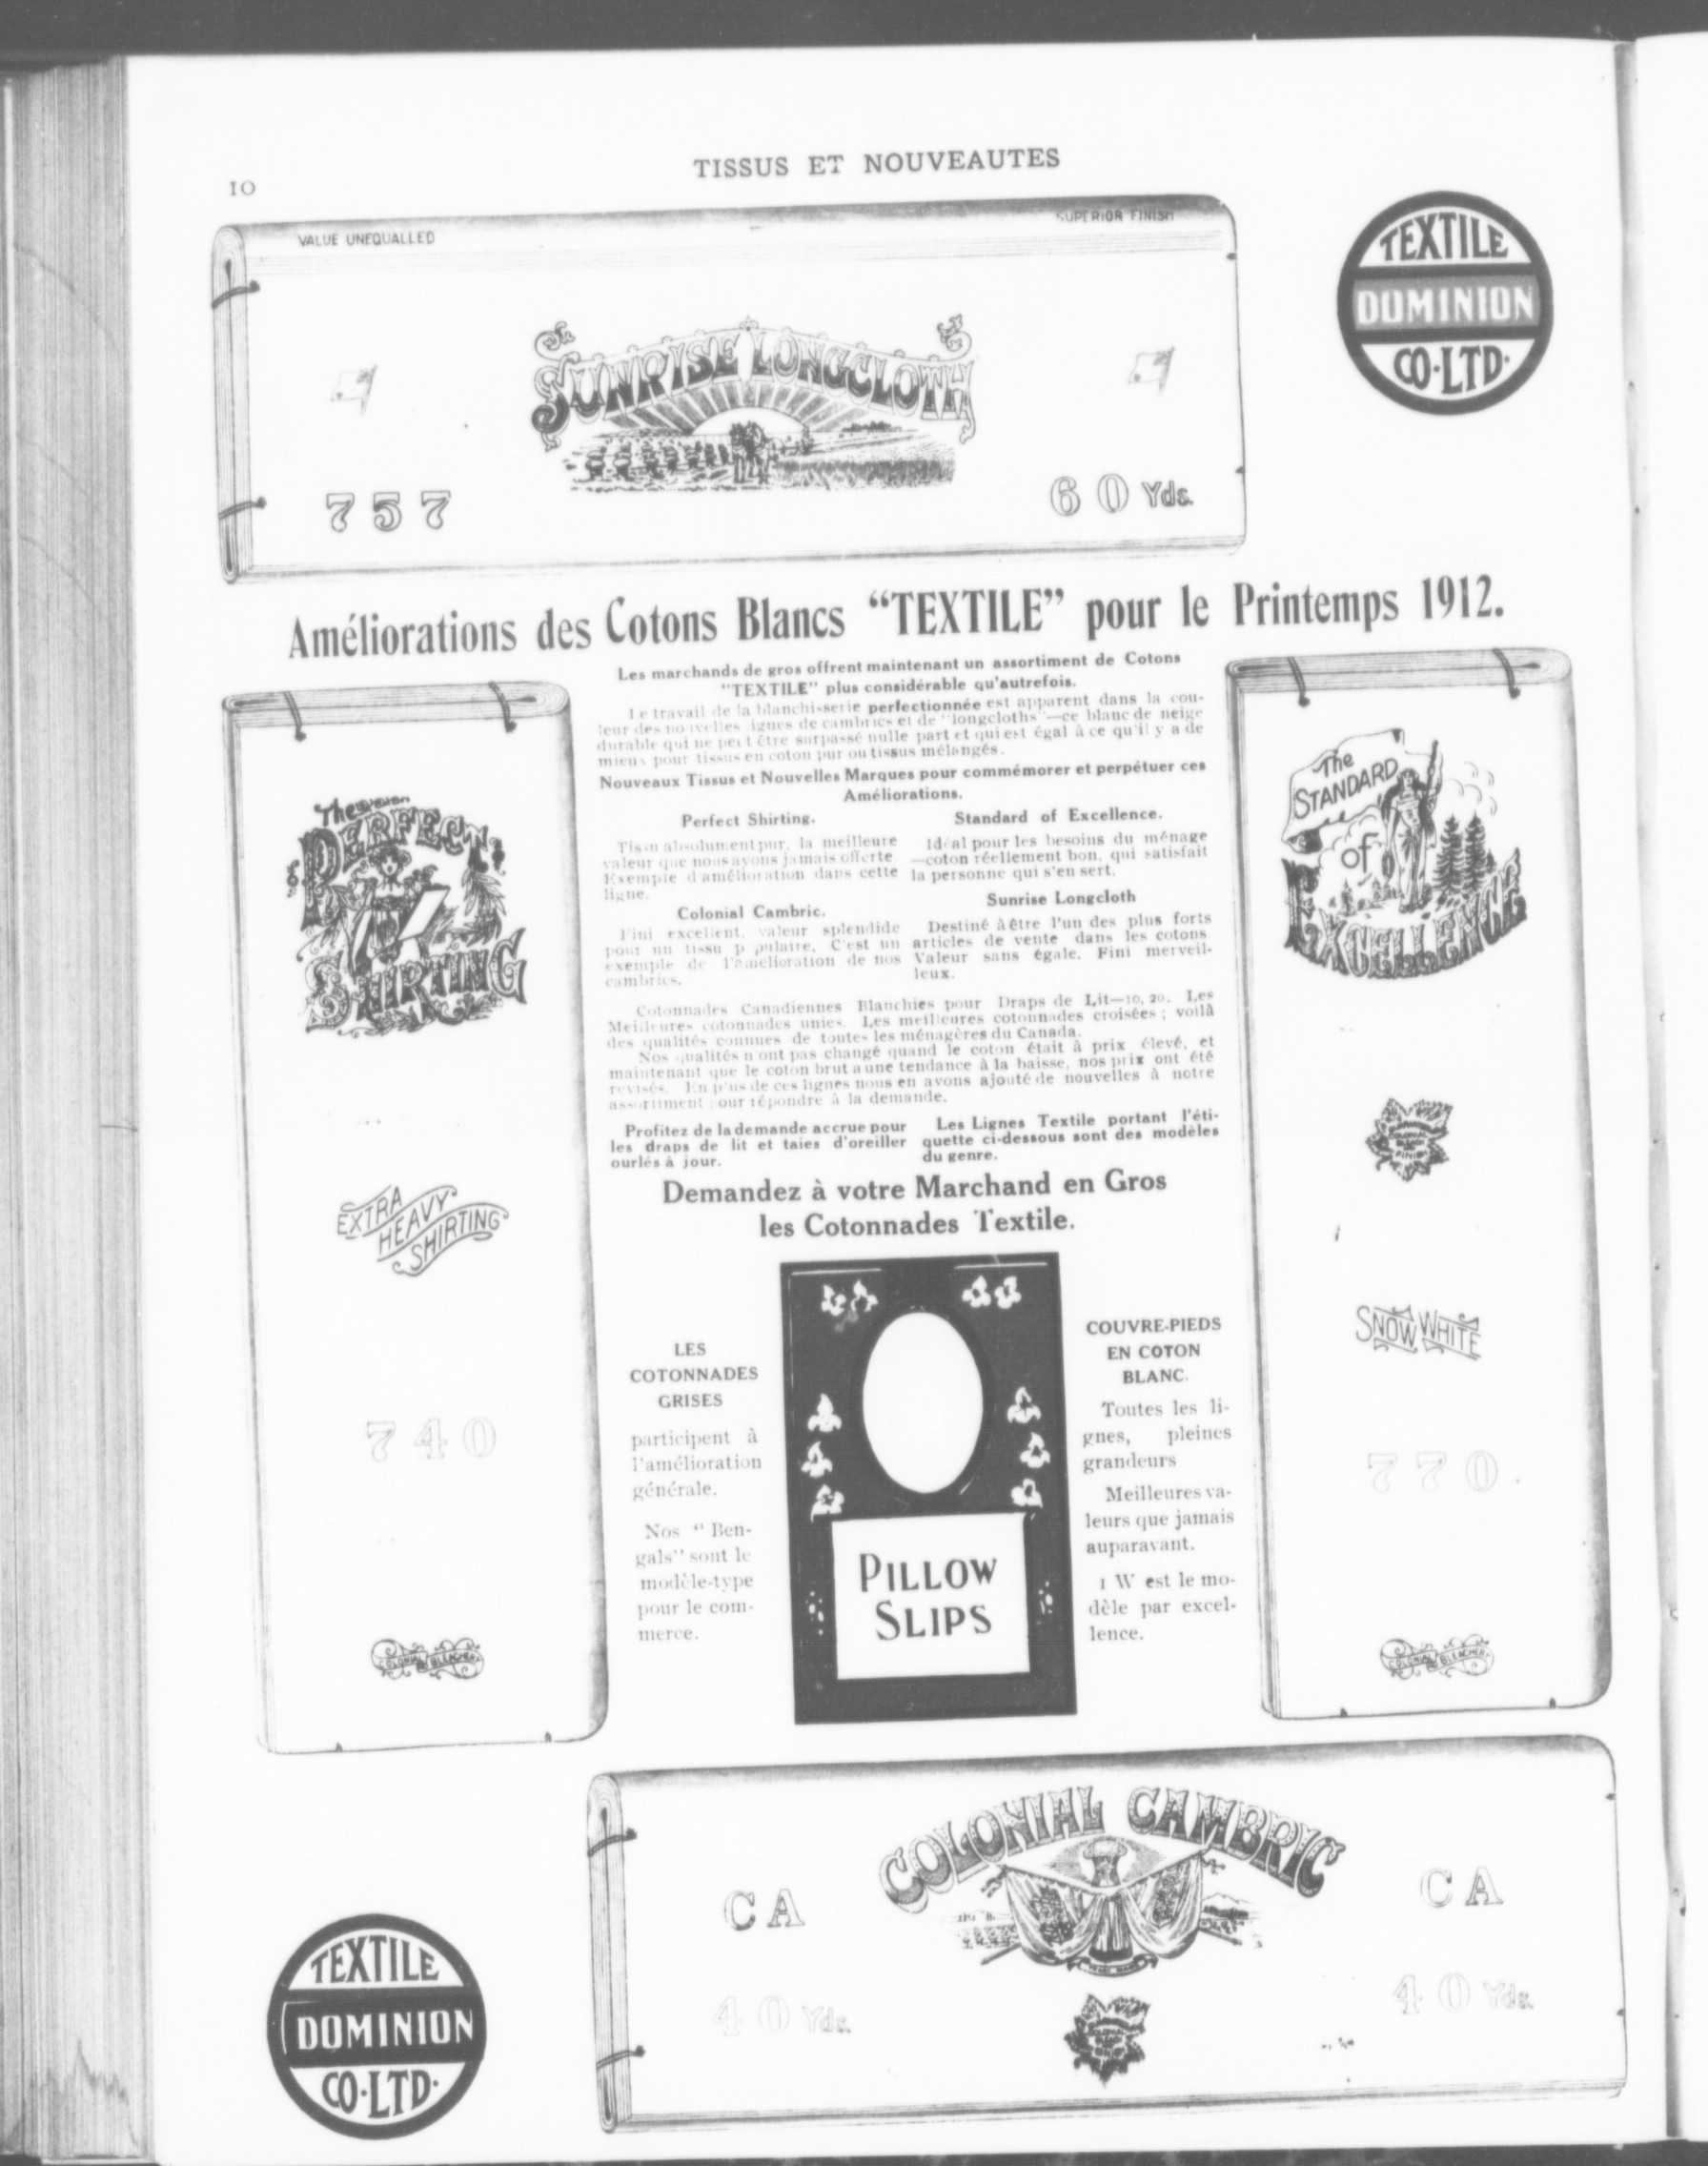 10
TISSUS ET NOUVEAUTES
VALUE UNEQUALLED
SUPERIOR FINISH
SUNRISE LONGCLOTH
757
60 Yds.
TEXTILE
DOMINION
CO·LTD·
Améliorations des Cotons Blancs “TEXTILE” pour le Printemps 1912.
Les marchands de gros offrent maintenant un assortiment de Cotons
“TEXTILE” plus considérable qu'autrefois.
Le travail de la blanchisserie perfectionnée est apparent dans la cou-
leur des nouvelles lignes de cambrics et de “longcloths”—ce blanc de neige
durable qui ne peut être surpassé nulle part et qui est égal à ce qu'il y a de
mieux pour tissus en coton pur ou tissus mélangés.
Nouveaux Tissus et Nouvelles Marques pour commémorer et perpétuer ces
Améliorations.
Perfect Shirting.
Tissu absolument pur, la meilleure
valeur que nous ayons jamais offerte
Exemple d'amélioration dans cette
ligne.
Colonial Cambric.
Fini excellent, valeur splendide
pour un tissu p pulaire, C'est un
exemple de l'amélioration de nos
cambrics.
Standard of Excellence.
Idéal pour les besoins du ménage
—coton réellement bon, qui satisfait
la personne qui s'en sert.
Sunrise Longcloth
Destiné à être l'un des plus forts
articles de vente dans les cotons
Valeur sans égale. Fini merveil-
leux.
Cotonnades Canadiennes Blanchies pour Draps de Lit—10, 20. Les
Meilleures cotonnades unies. Les meilleures cotonnades croisées ; voilà
des qualités connues de toutes les ménagères du Canada.
Nos qualités n'ont pas changé quand le coton était à prix élevé, et
maintenant que le coton brut a une tendance à la baisse, nos prix ont été
revisés. En plus de ces lignes nous en avons ajouté de nouvelles à notre
assortiment pour répondre à la demande.
Profitez de la demande accrue pour
les draps de lit et taies d'oreiller
ourlés à jour.
Les Lignes Textile portant l'éti-
quette ci-dessous sont des modèles
du genre.
Demandez à votre Marchand en Gros
les Cotonnades Textile.
The
PERFECT
SHIRTING
EXTRA
HEAVY
SHIRTING
740
COLONIAL BLEACHERY
LES
COTONNADES
GRISES
participent à
l'amélioration
générale.
Nos “ Ben-
gals” sont le
modèle-type
pour le com-
merce.
PILLOW
SLIPS
COUVRE-PIEDS
EN COTON
BLANC.
Toutes les li-
gnes, pleines
grandeurs
Meilleures va-
leurs que jamais
auparavant.
1 W est le mo-
dèle par excel-
lence.
The
STANDARD
of
EXCELLENCE
COLONIAL
BLEACH
FINISH
SNOW WHITE
770
COLONIAL BLEACHERY
COLONIAL CAMBRIC
CA
40 Yds.
CA
40 Yds.
TRADE MARK
COLONIAL
BLEACH
FINISH
TEXTILE
DOMINION
CO·LTD·